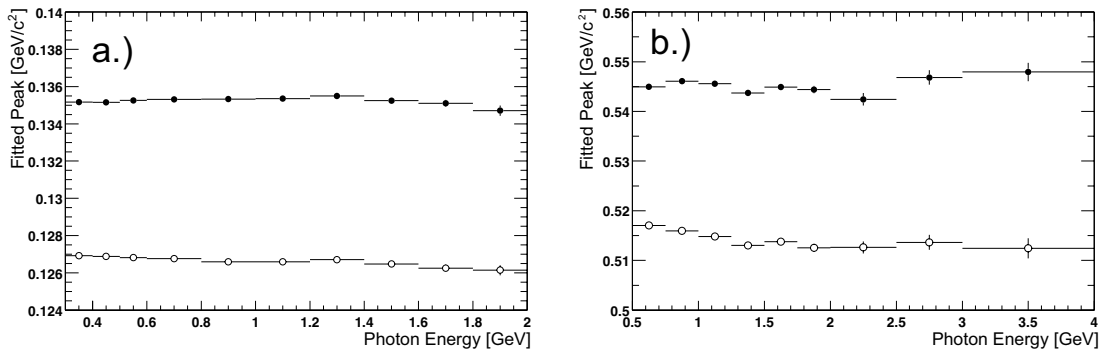 a.)
Fitted Peak [GeV/c²]
0.14
0.139
0.136
0.134
0.133
0.131
0.128
0.126
0.124
0.4 0.6 0.8 1 1.2 1.4 1.6 1.8 2
Photon Energy [GeV]
b.)
Fitted Peak [GeV/c²]
0.56
0.55
0.54
0.53
0.52
0.51
0.5
0.5 1 1.5 2 2.5 3 3.5 4
Photon Energy [GeV]